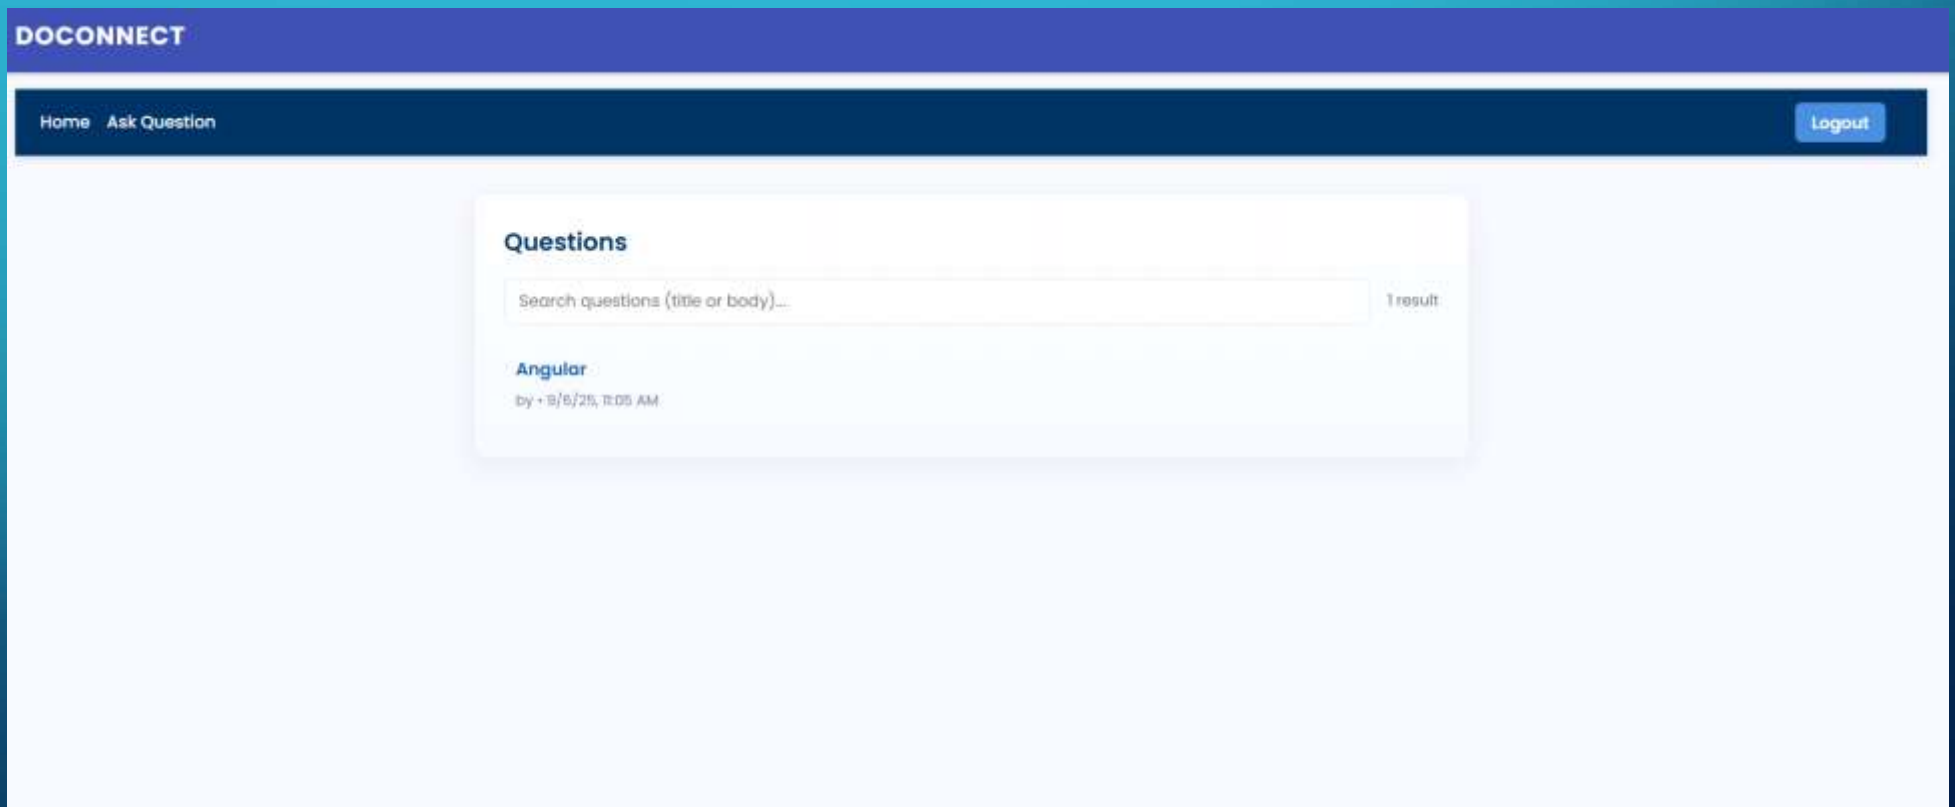 DOCONNECT
Home Ask Question
Logout
Questions
Search questions (title or body)...
1 result
Angular
by • 9/6/25, 11:05 AM